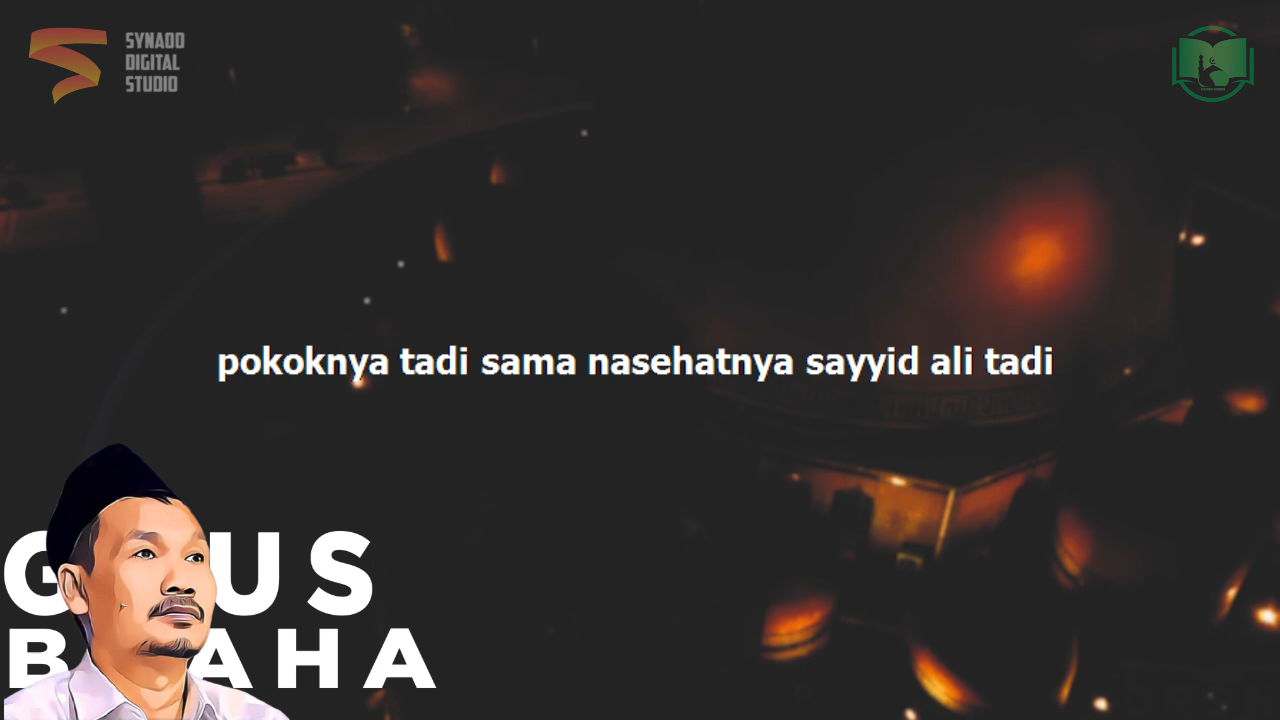 SYNADO
DIGITAL
STUDIO
pokoknya tadi sama nasehatnya sayyid ali tadi
GUS
BAHA